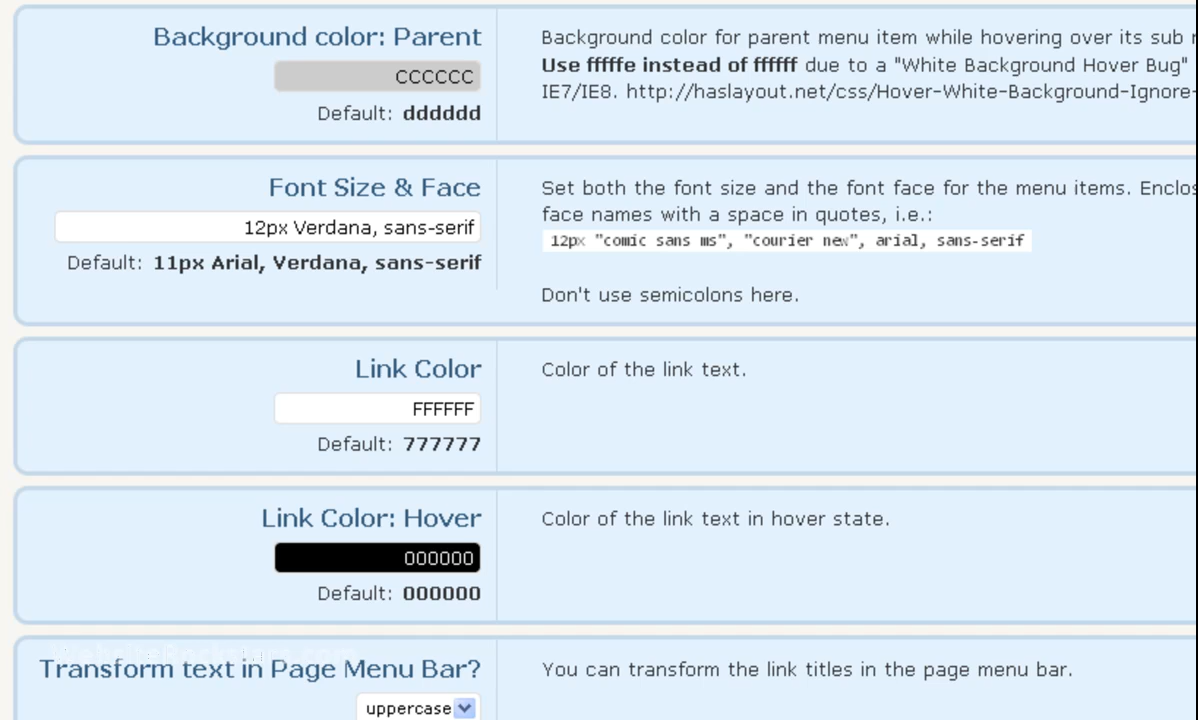 Background color: Parent
CCCCCC
Default: dddddd
Background color for parent menu item while hovering over its sub
Use fffffe instead of ffffff due to a "White Background Hover Bug"
IE7/IE8. http://haslayout.net/css/Hover-White-Background-Ignore-
Font Size & Face
12px Verdana, sans-serif
Default: 11px Arial, Verdana, sans-serif
Set both the font size and the font face for the menu items. Enclos
face names with a space in quotes, i.e.:
12px "comic sans ms", "courier new", arial, sans-serif
Don't use semicolons here.
Link Color
FFFFFF
Default: 777777
Color of the link text.
Link Color: Hover
000000
Default: 000000
Color of the link text in hover state.
Transform text in Page Menu Bar?
uppercase
You can transform the link titles in the page menu bar.